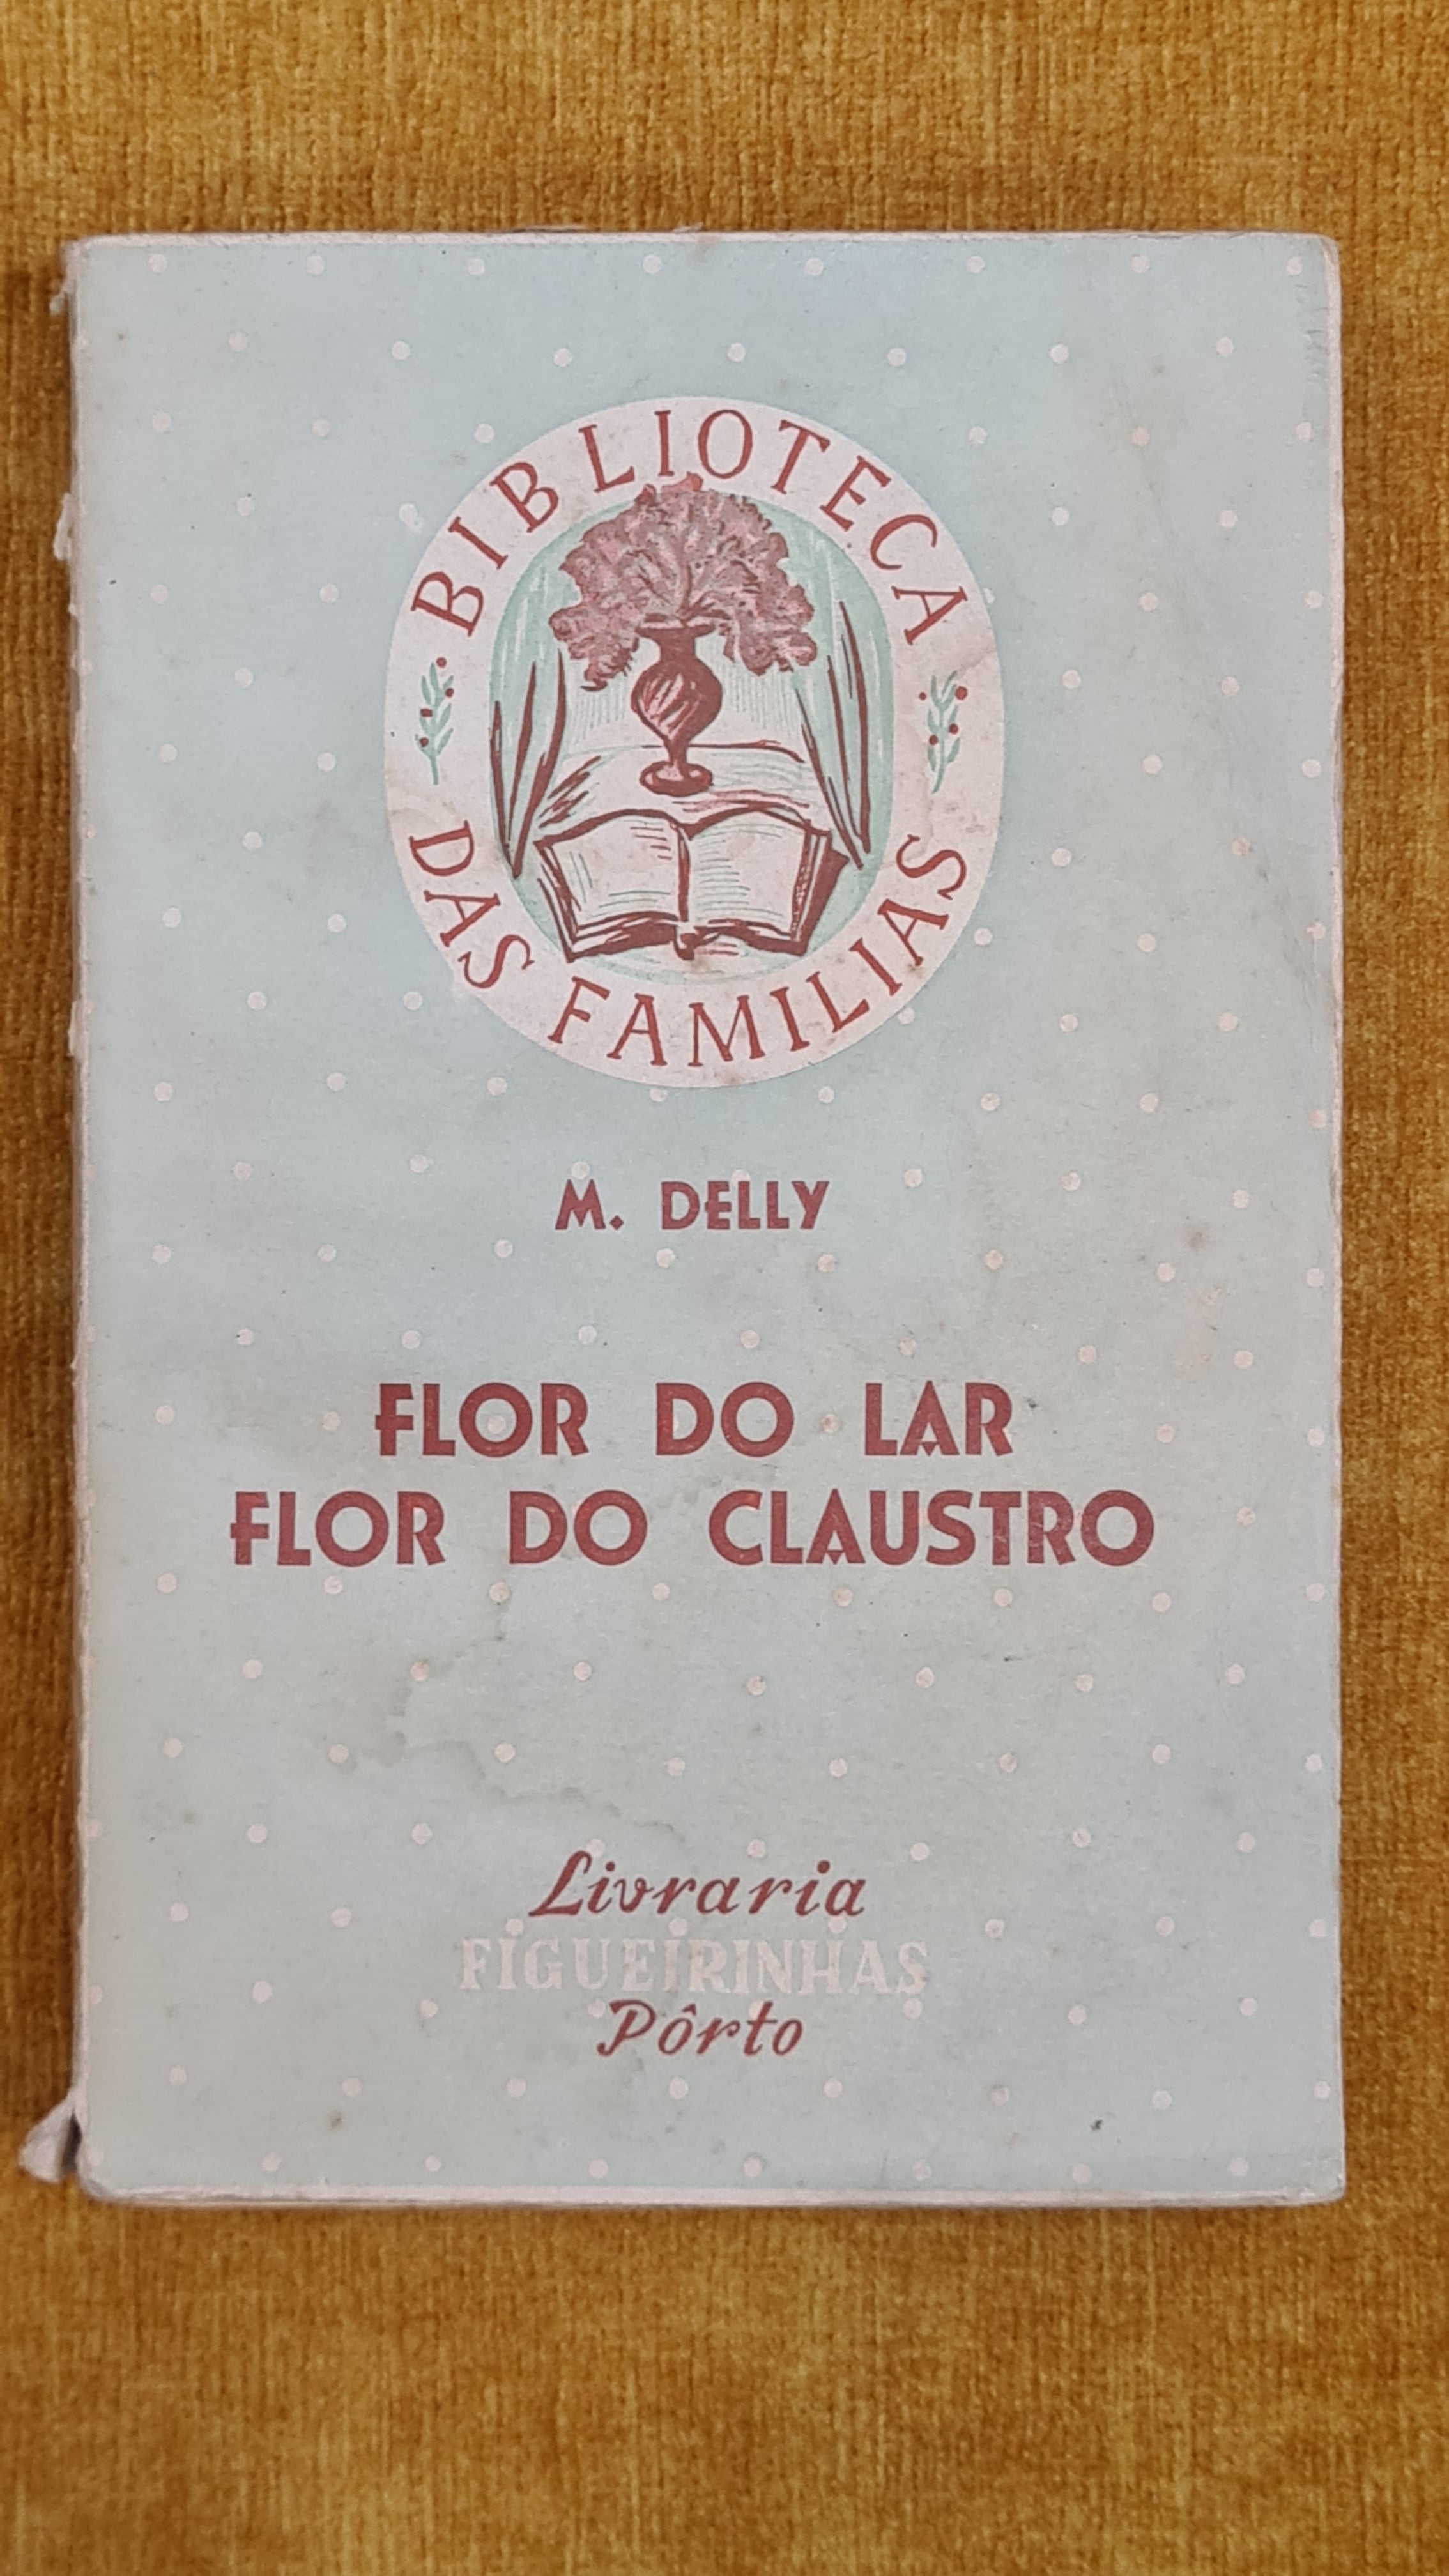 BIBLIOTECA
DAS FAMILIAS
M. DELLY
FLOR DO LAR
FLOR DO CLAUSTRO
Livraria
FIGUEIRINHAS
Pôrto